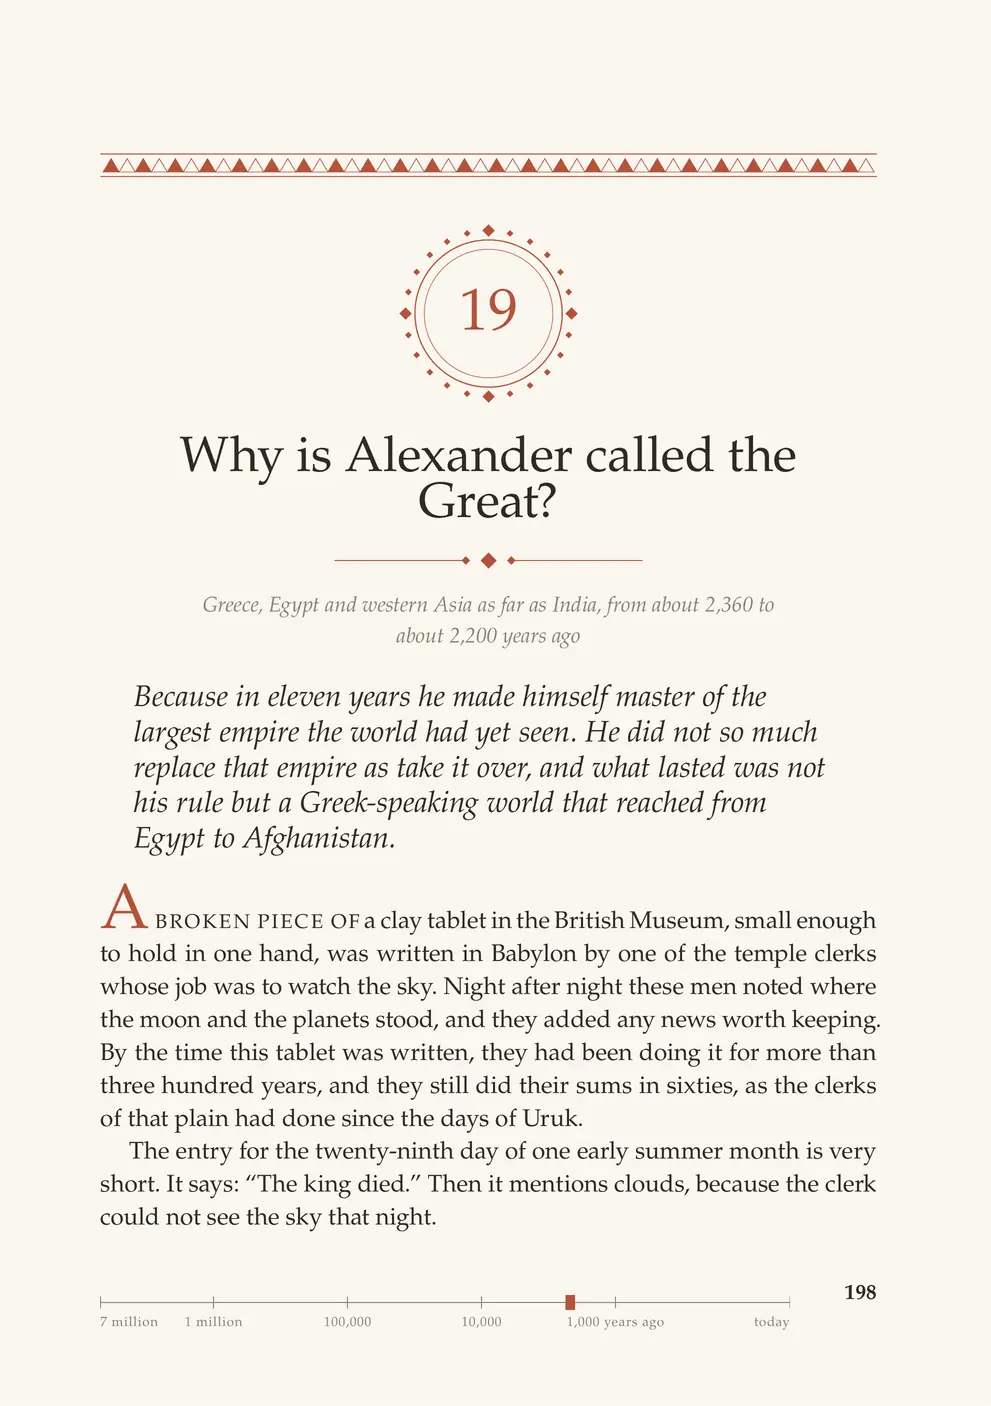 19
Why is Alexander called the
Great?
Greece, Egypt and western Asia as far as India, from about 2,360 to
about 2,200 years ago
Because in eleven years he made himself master of the
largest empire the world had yet seen. He did not so much
replace that empire as take it over, and what lasted was not
his rule but a Greek-speaking world that reached from
Egypt to Afghanistan.
A BROKEN PIECE OF a clay tablet in the British Museum, small enough
to hold in one hand, was written in Babylon by one of the temple clerks
whose job was to watch the sky. Night after night these men noted where
the moon and the planets stood, and they added any news worth keeping.
By the time this tablet was written, they had been doing it for more than
three hundred years, and they still did their sums in sixties, as the clerks
of that plain had done since the days of Uruk.
The entry for the twenty-ninth day of one early summer month is very
short. It says: “The king died.” Then it mentions clouds, because the clerk
could not see the sky that night.
198
7 million 1 million 100,000 10,000 1,000 years ago today